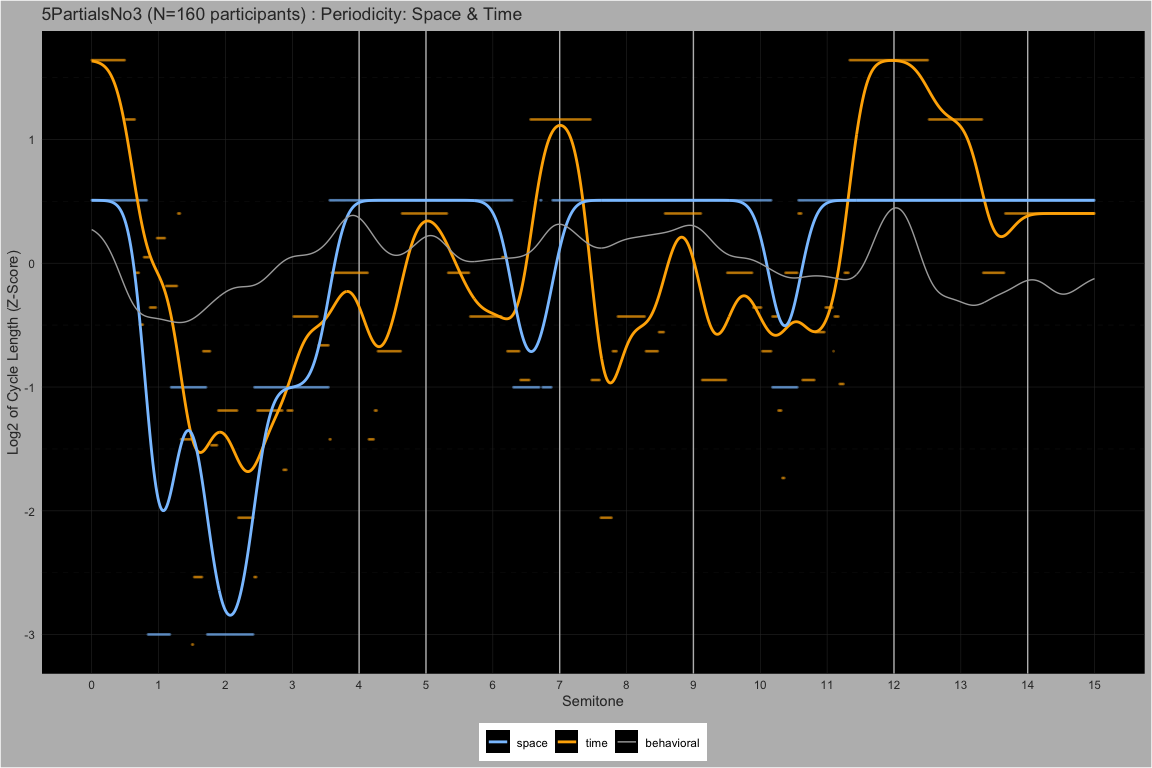 5PartialsNo3 (N=160 participants) : Periodicity: Space & Time
Log2 of Cycle Length (Z-Score)
1
0
-1
-2
-3
0 1 2 3 4 5 6 7 8 9 10 11 12 13 14 15
Semitone
space time behavioral